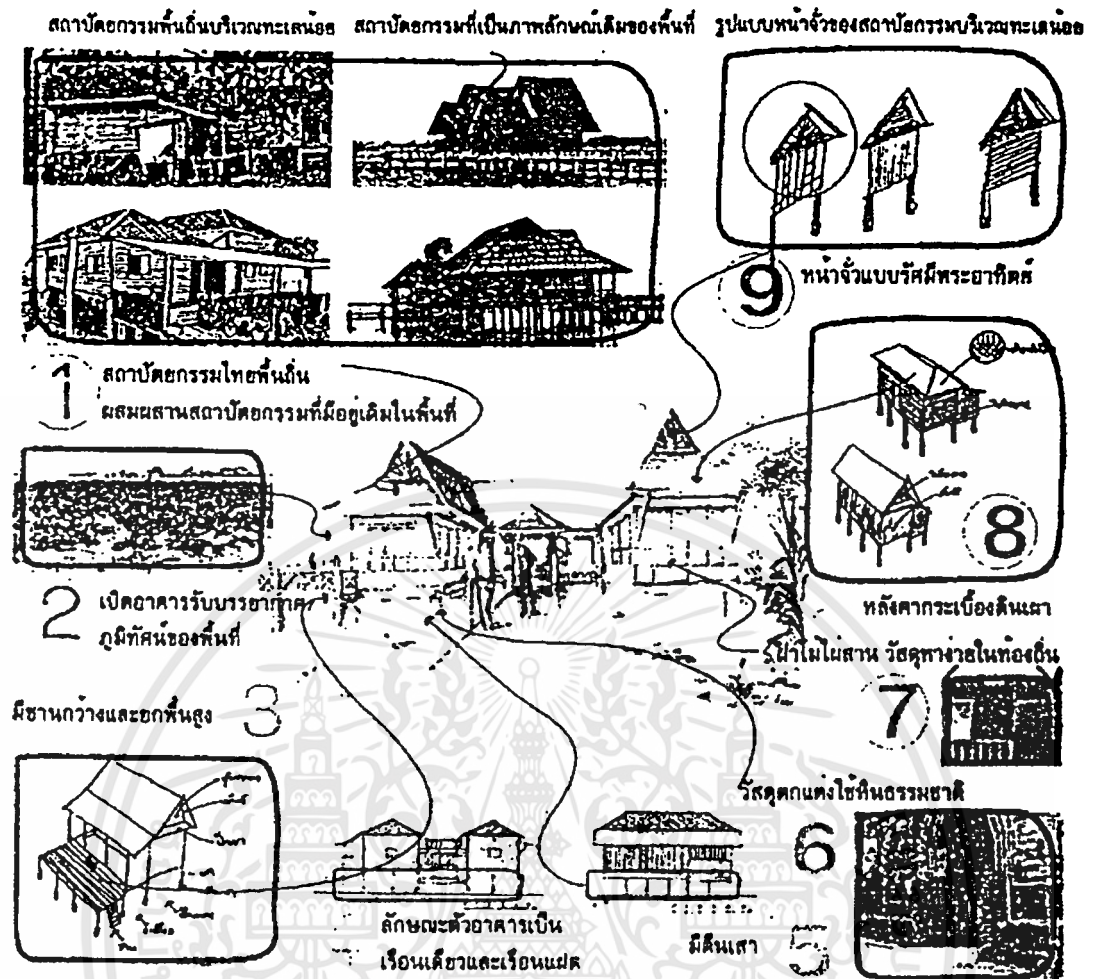 สถาปัตยกรรมพื้นถิ่นบริเวณทะเลน้อย
สถาปัตยกรรมที่เป็นภาพลักษณ์เดิมของพื้นที่
รูปแบบหน้าจั่วของสถาปัตยกรรมบริเวณทะเลน้อย
9 หน้าจั่วแบบรัศมีพระอาทิตย์
1 สถาปัตยกรรมไทยพื้นถิ่น
ผสมผสานสถาปัตยกรรมที่มีอยู่เดิมในพื้นที่
8
หลังคากระเบื้องดินเผา
2 เปิดอาคารรับบรรยากาศ
ภูมิทัศน์ของพื้นที่
ฝาไม้ไผ่สาน วัสดุหาง่ายในท้องถิ่น
7
มีชานกว้างและยกพื้นสูง 3
วัสดุตกแต่งใช้หินธรรมชาติ
6
ลักษณะตัวอาคารเป็น
เรือนเดี่ยวและเรือนแฝด
มีตีนเสา 5